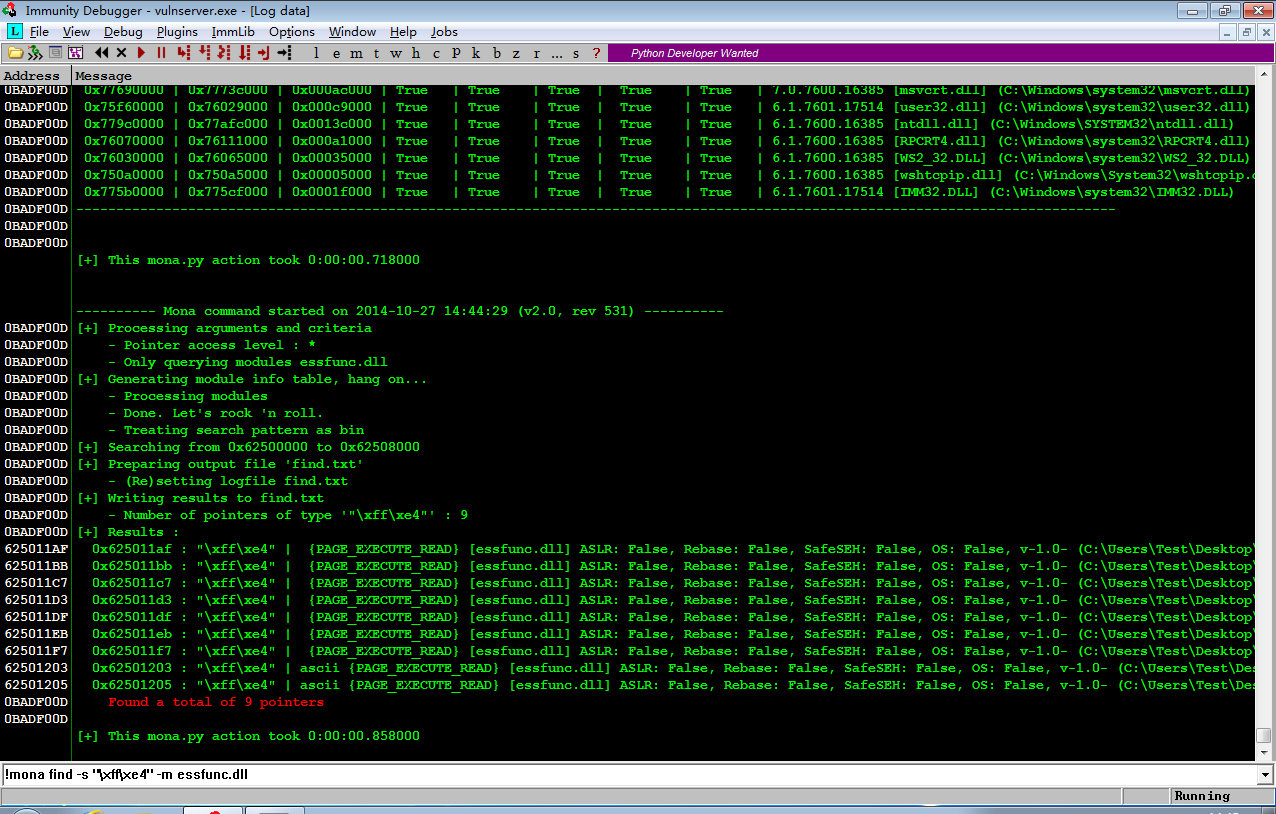 Immunity Debugger - vulnserver.exe - [Log data]
L File View Debug Plugins ImmLib Options Window Help Jobs
l e m t w h c P k b z r ... s ? Python Developer Wanted
Address Message
0BADF00D 0x77690000 | 0x7773c000 | 0x000ac000 | True | True | True | True | True | 7.0.7600.16385 [msvcrt.dll] (C:\Windows\system32\msvcrt.dll)
0BADF00D 0x75f60000 | 0x76029000 | 0x000c9000 | True | True | True | True | True | 6.1.7601.17514 [user32.dll] (C:\Windows\system32\user32.dll)
0BADF00D 0x779c0000 | 0x77afc000 | 0x0013c000 | True | True | True | True | True | 6.1.7600.16385 [ntdll.dll] (C:\Windows\SYSTEM32\ntdll.dll)
0BADF00D 0x76070000 | 0x76111000 | 0x000a1000 | True | True | True | True | True | 6.1.7600.16385 [RPCRT4.dll] (C:\Windows\system32\RPCRT4.dll)
0BADF00D 0x76030000 | 0x76065000 | 0x00035000 | True | True | True | True | True | 6.1.7600.16385 [WS2_32.DLL] (C:\Windows\system32\WS2_32.DLL)
0BADF00D 0x750a0000 | 0x750a5000 | 0x00005000 | True | True | True | True | True | 6.1.7600.16385 [wshtcpip.dll] (C:\Windows\System32\wshtcpip.
0BADF00D 0x775b0000 | 0x775cf000 | 0x0001f000 | True | True | True | True | True | 6.1.7601.17514 [IMM32.DLL] (C:\Windows\system32\IMM32.DLL)
0BADF00D ----------------------------------------------------------------------------------------------------------------------------------------
0BADF00D
0BADF00D
[+] This mona.py action took 0:00:00.718000
---------- Mona command started on 2014-10-27 14:44:29 (v2.0, rev 531) ----------
0BADF00D [+] Processing arguments and criteria
0BADF00D - Pointer access level : *
0BADF00D - Only querying modules essfunc.dll
0BADF00D [+] Generating module info table, hang on...
0BADF00D - Processing modules
0BADF00D - Done. Let's rock 'n roll.
0BADF00D - Treating search pattern as bin
0BADF00D [+] Searching from 0x62500000 to 0x62508000
0BADF00D [+] Preparing output file 'find.txt'
0BADF00D - (Re)setting logfile find.txt
0BADF00D [+] Writing results to find.txt
0BADF00D - Number of pointers of type '"\xff\xe4"' : 9
0BADF00D [+] Results :
625011AF 0x625011af : "\xff\xe4" | {PAGE_EXECUTE_READ} [essfunc.dll] ASLR: False, Rebase: False, SafeSEH: False, OS: False, v-1.0- (C:\Users\Test\Desktop\
625011BB 0x625011bb : "\xff\xe4" | {PAGE_EXECUTE_READ} [essfunc.dll] ASLR: False, Rebase: False, SafeSEH: False, OS: False, v-1.0- (C:\Users\Test\Desktop\
625011C7 0x625011c7 : "\xff\xe4" | {PAGE_EXECUTE_READ} [essfunc.dll] ASLR: False, Rebase: False, SafeSEH: False, OS: False, v-1.0- (C:\Users\Test\Desktop\
625011D3 0x625011d3 : "\xff\xe4" | {PAGE_EXECUTE_READ} [essfunc.dll] ASLR: False, Rebase: False, SafeSEH: False, OS: False, v-1.0- (C:\Users\Test\Desktop\
625011DF 0x625011df : "\xff\xe4" | {PAGE_EXECUTE_READ} [essfunc.dll] ASLR: False, Rebase: False, SafeSEH: False, OS: False, v-1.0- (C:\Users\Test\Desktop\
625011EB 0x625011eb : "\xff\xe4" | {PAGE_EXECUTE_READ} [essfunc.dll] ASLR: False, Rebase: False, SafeSEH: False, OS: False, v-1.0- (C:\Users\Test\Desktop\
625011F7 0x625011f7 : "\xff\xe4" | {PAGE_EXECUTE_READ} [essfunc.dll] ASLR: False, Rebase: False, SafeSEH: False, OS: False, v-1.0- (C:\Users\Test\Desktop\
62501203 0x62501203 : "\xff\xe4" | ascii {PAGE_EXECUTE_READ} [essfunc.dll] ASLR: False, Rebase: False, SafeSEH: False, OS: False, v-1.0- (C:\Users\Test\Des
62501205 0x62501205 : "\xff\xe4" | ascii {PAGE_EXECUTE_READ} [essfunc.dll] ASLR: False, Rebase: False, SafeSEH: False, OS: False, v-1.0- (C:\Users\Test\Des
0BADF00D Found a total of 9 pointers
0BADF00D
[+] This mona.py action took 0:00:00.858000
!mona find -s "\xff\xe4" -m essfunc.dll
Running